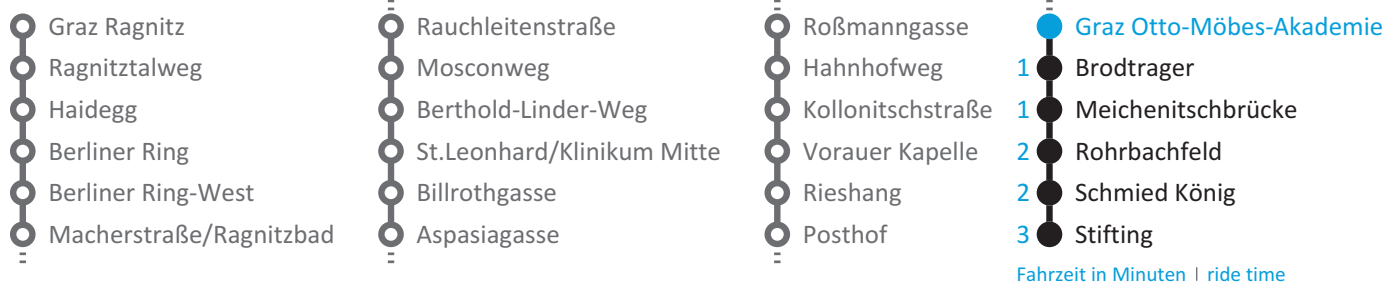 Graz Ragnitz
Ragnitztalweg
Haidegg
Berliner Ring
Berliner Ring-West
Macherstraße/Ragnitzbad
Rauchleitenstraße
Mosconweg
Berthold-Linder-Weg
St.Leonhard/Klinikum Mitte
Billrothgasse
Aspasiagasse
Roßmanngasse
Hahnhofweg
Kollonitschstraße
Vorauer Kapelle
Rieshang
Posthof
Graz Otto-Möbes-Akademie
1 Brodtrager
1 Meichenitschbrücke
2 Rohrbachfeld
2 Schmied König
3 Stifting
Fahrzeit in Minuten | ride time